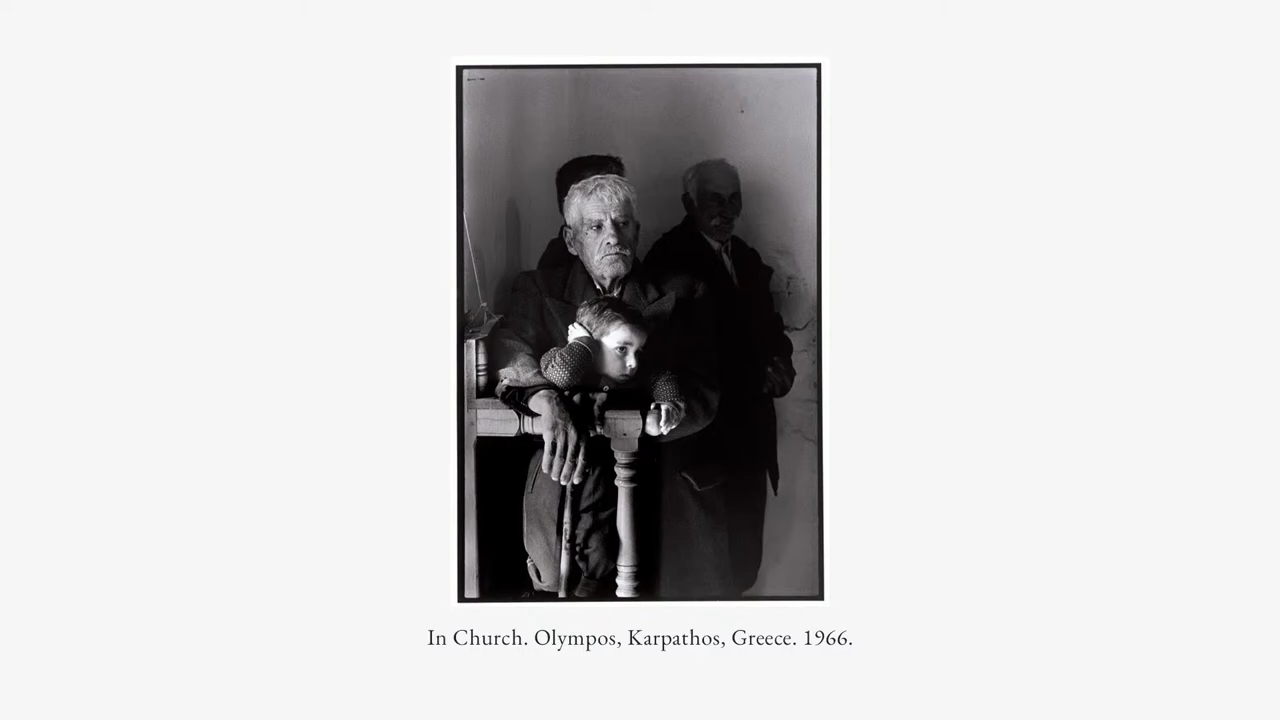 In Church. Olympos, Karpathos, Greece. 1966.